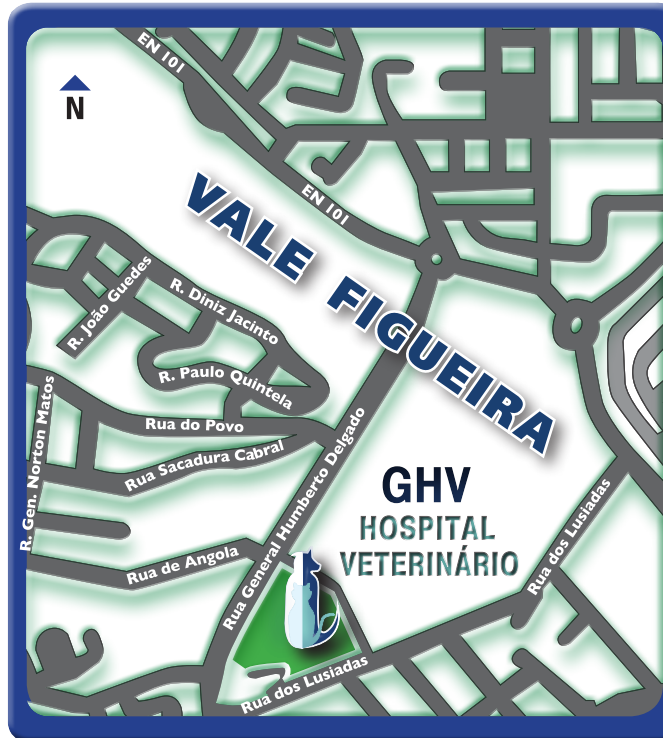 EN 101
N
VALE FIGUEIRA
EN 101
R. João Guedes
R. Diniz Jacinto
R. Paulo Quintela
R. Gen. Norton Matos
Rua do Povo
Rua Sacadura Cabral
Rua General Humberto Delgado
GHV
HOSPITAL
VETERINÁRIO
Rua de Angola
Rua dos Lusiadas
Rua dos Lusiadas